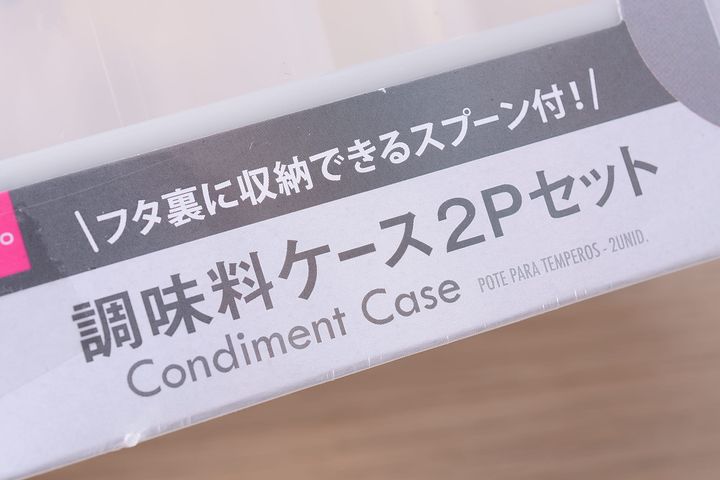 \フタ裏に収納できるスプーン付!/
調味料ケース2Pセット
Condiment Case
POTE PARA TEMPEROS - 2UNID.